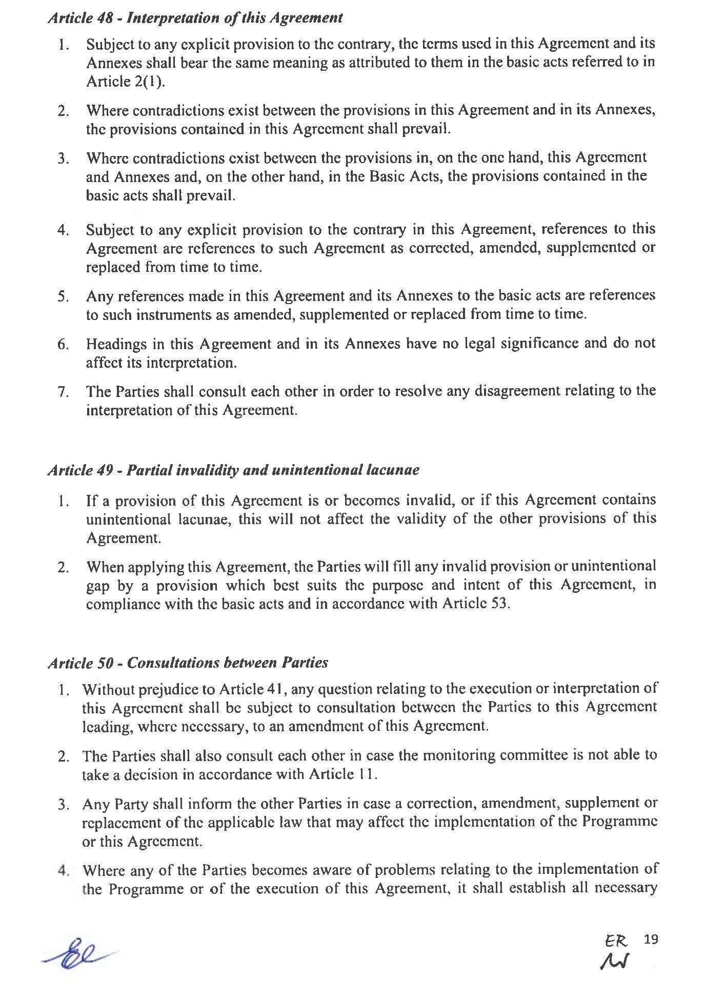 Article 48 - Interpretation of this Agreement
1. Subject to any explicit provision to the contrary, the terms used in this Agreement and its
Annexes shall bear the same meaning as attributed to them in the basic acts referred to in
Article 2(1).
2. Where contradictions exist between the provisions in this Agreement and in its Annexes,
the provisions contained in this Agreement shall prevail.
3. Where contradictions exist between the provisions in, on the one hand, this Agreement
and Annexes and, on the other hand, in the Basic Acts, the provisions contained in the
basic acts shall prevail.
4. Subject to any explicit provision to the contrary in this Agreement, references to this
Agreement are references to such Agreement as corrected, amended, supplemented or
replaced from time to time.
5. Any references made in this Agreement and its Annexes to the basic acts are references
to such instruments as amended, supplemented or replaced from time to time.
6. Headings in this Agreement and in its Annexes have no legal significance and do not
affect its interpretation.
7. The Parties shall consult each other in order to resolve any disagreement relating to the
interpretation of this Agreement.
Article 49 - Partial invalidity and unintentional lacunae
1. If a provision of this Agreement is or becomes invalid, or if this Agreement contains
unintentional lacunae, this will not affect the validity of the other provisions of this
Agreement.
2. When applying this Agreement, the Parties will fill any invalid provision or unintentional
gap by a provision which best suits the purpose and intent of this Agreement, in
compliance with the basic acts and in accordance with Article 53.
Article 50 - Consultations between Parties
1. Without prejudice to Article 41, any question relating to the execution or interpretation of
this Agreement shall be subject to consultation between the Parties to this Agreement
leading, where necessary, to an amendment of this Agreement.
2. The Parties shall also consult each other in case the monitoring committee is not able to
take a decision in accordance with Article 11.
3. Any Party shall inform the other Parties in case a correction, amendment, supplement or
replacement of the applicable law that may affect the implementation of the Programme
or this Agreement.
4. Where any of the Parties becomes aware of problems relating to the implementation of
the Programme or of the execution of this Agreement, it shall establish all necessary
ER 19